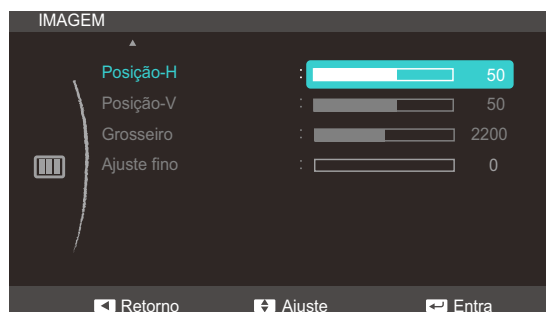 IMAGEM
Posição-H : 50
Posição-V : 50
Grosseiro : 2200
Ajuste fino : 0
Retorno Ajuste Entra